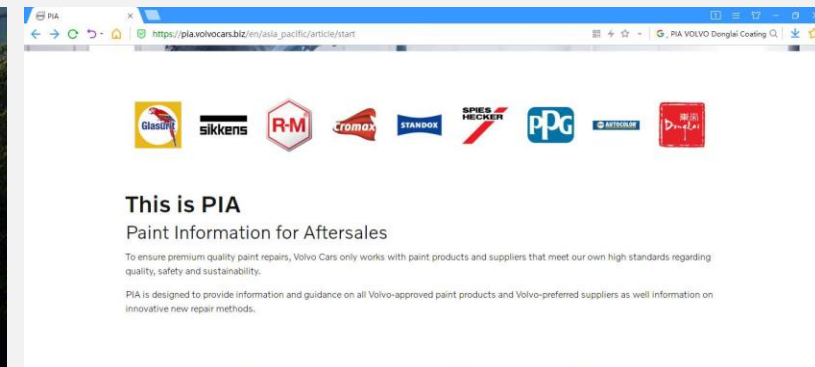 PIA
https://pia.volvocars.biz/en/asia_pacific/article/start
G. PIA VOLVO Donglai Coating
Glasurit
sikkens
R-M
cromax
STANDOX
SPIES
HECKER
PPG
AUTOCOLOR
東来
Donglai
This is PIA
Paint Information for Aftersales
To ensure premium quality paint repairs, Volvo Cars only works with paint products and suppliers that meet our own high standards regarding
quality, safety and sustainability.
PIA is designed to provide information and guidance on all Volvo-approved paint products and Volvo-preferred suppliers as well information on
innovative new repair methods.